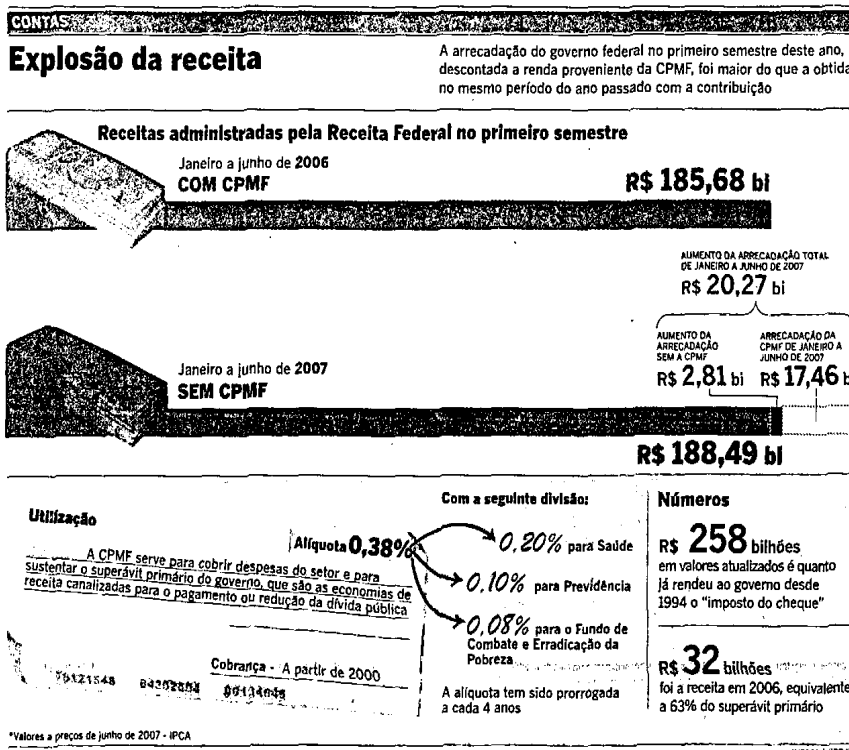 CONTAS
Explosão da receita
A arrecadação do governo federal no primeiro semestre deste ano,
descontada a renda proveniente da CPMF, foi maior do que a obtida
no mesmo período do ano passado com a contribuição
Receitas administradas pela Receita Federal no primeiro semestre
Janeiro a junho de 2006
COM CPMF
R$ 185,68 bi
AUMENTO DA ARRECADAÇÃO TOTAL
DE JANEIRO A JUNHO DE 2007
R$ 20,27 bi
AUMENTO DA
ARRECADAÇÃO
SEM A CPMF
R$ 2,81 bi
ARRECADAÇÃO DA
CPMF DE JANEIRO A
JUNHO DE 2007
R$ 17,46 b
Janeiro a junho de 2007
SEM CPMF
R$ 188,49 bi
Utilização
A CPMF serve para cobrir despesas do setor e para
sustentar o superávit primário do governo, que são as economias de
receita canalizadas para o pagamento ou redução da dívida pública
Cobrança - A partir de 2000
Alíquota 0,38%
Com a seguinte divisão:
0,20% para Saúde
0,10% para Previdência
0,08% para o Fundo de
Combate e Erradicação da
Pobreza
A alíquota tem sido prorrogada
a cada 4 anos
Números
R$ 258 bilhões
em valores atualizados é quanto
já rendeu ao governo desde
1994 o "imposto do cheque"
R$ 32 bilhões
foi a receita em 2006, equivalente
a 63% do superávit primário
*Valores a preços de junho de 2007 - IPCA